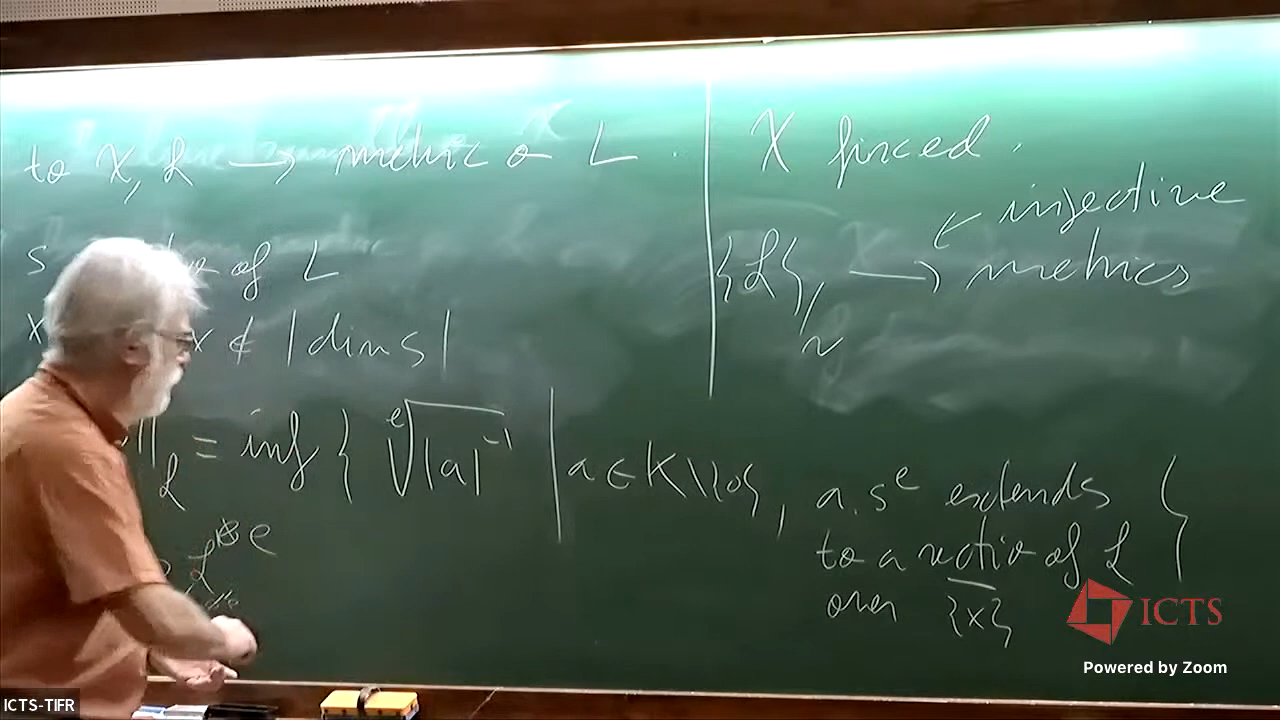 to X, L → metric on L.
s of L
x x ∉ |div s|
‖_L = inf { ᵉ√|a|⁻¹ | a ∈ K\{0}, a.s^e extends
to a section of L
over {x} }
L^{⊗e}
X fixed.
↙ injective
{L}/~ → metrics
ICTS
Powered by Zoom
ICTS-TIFR